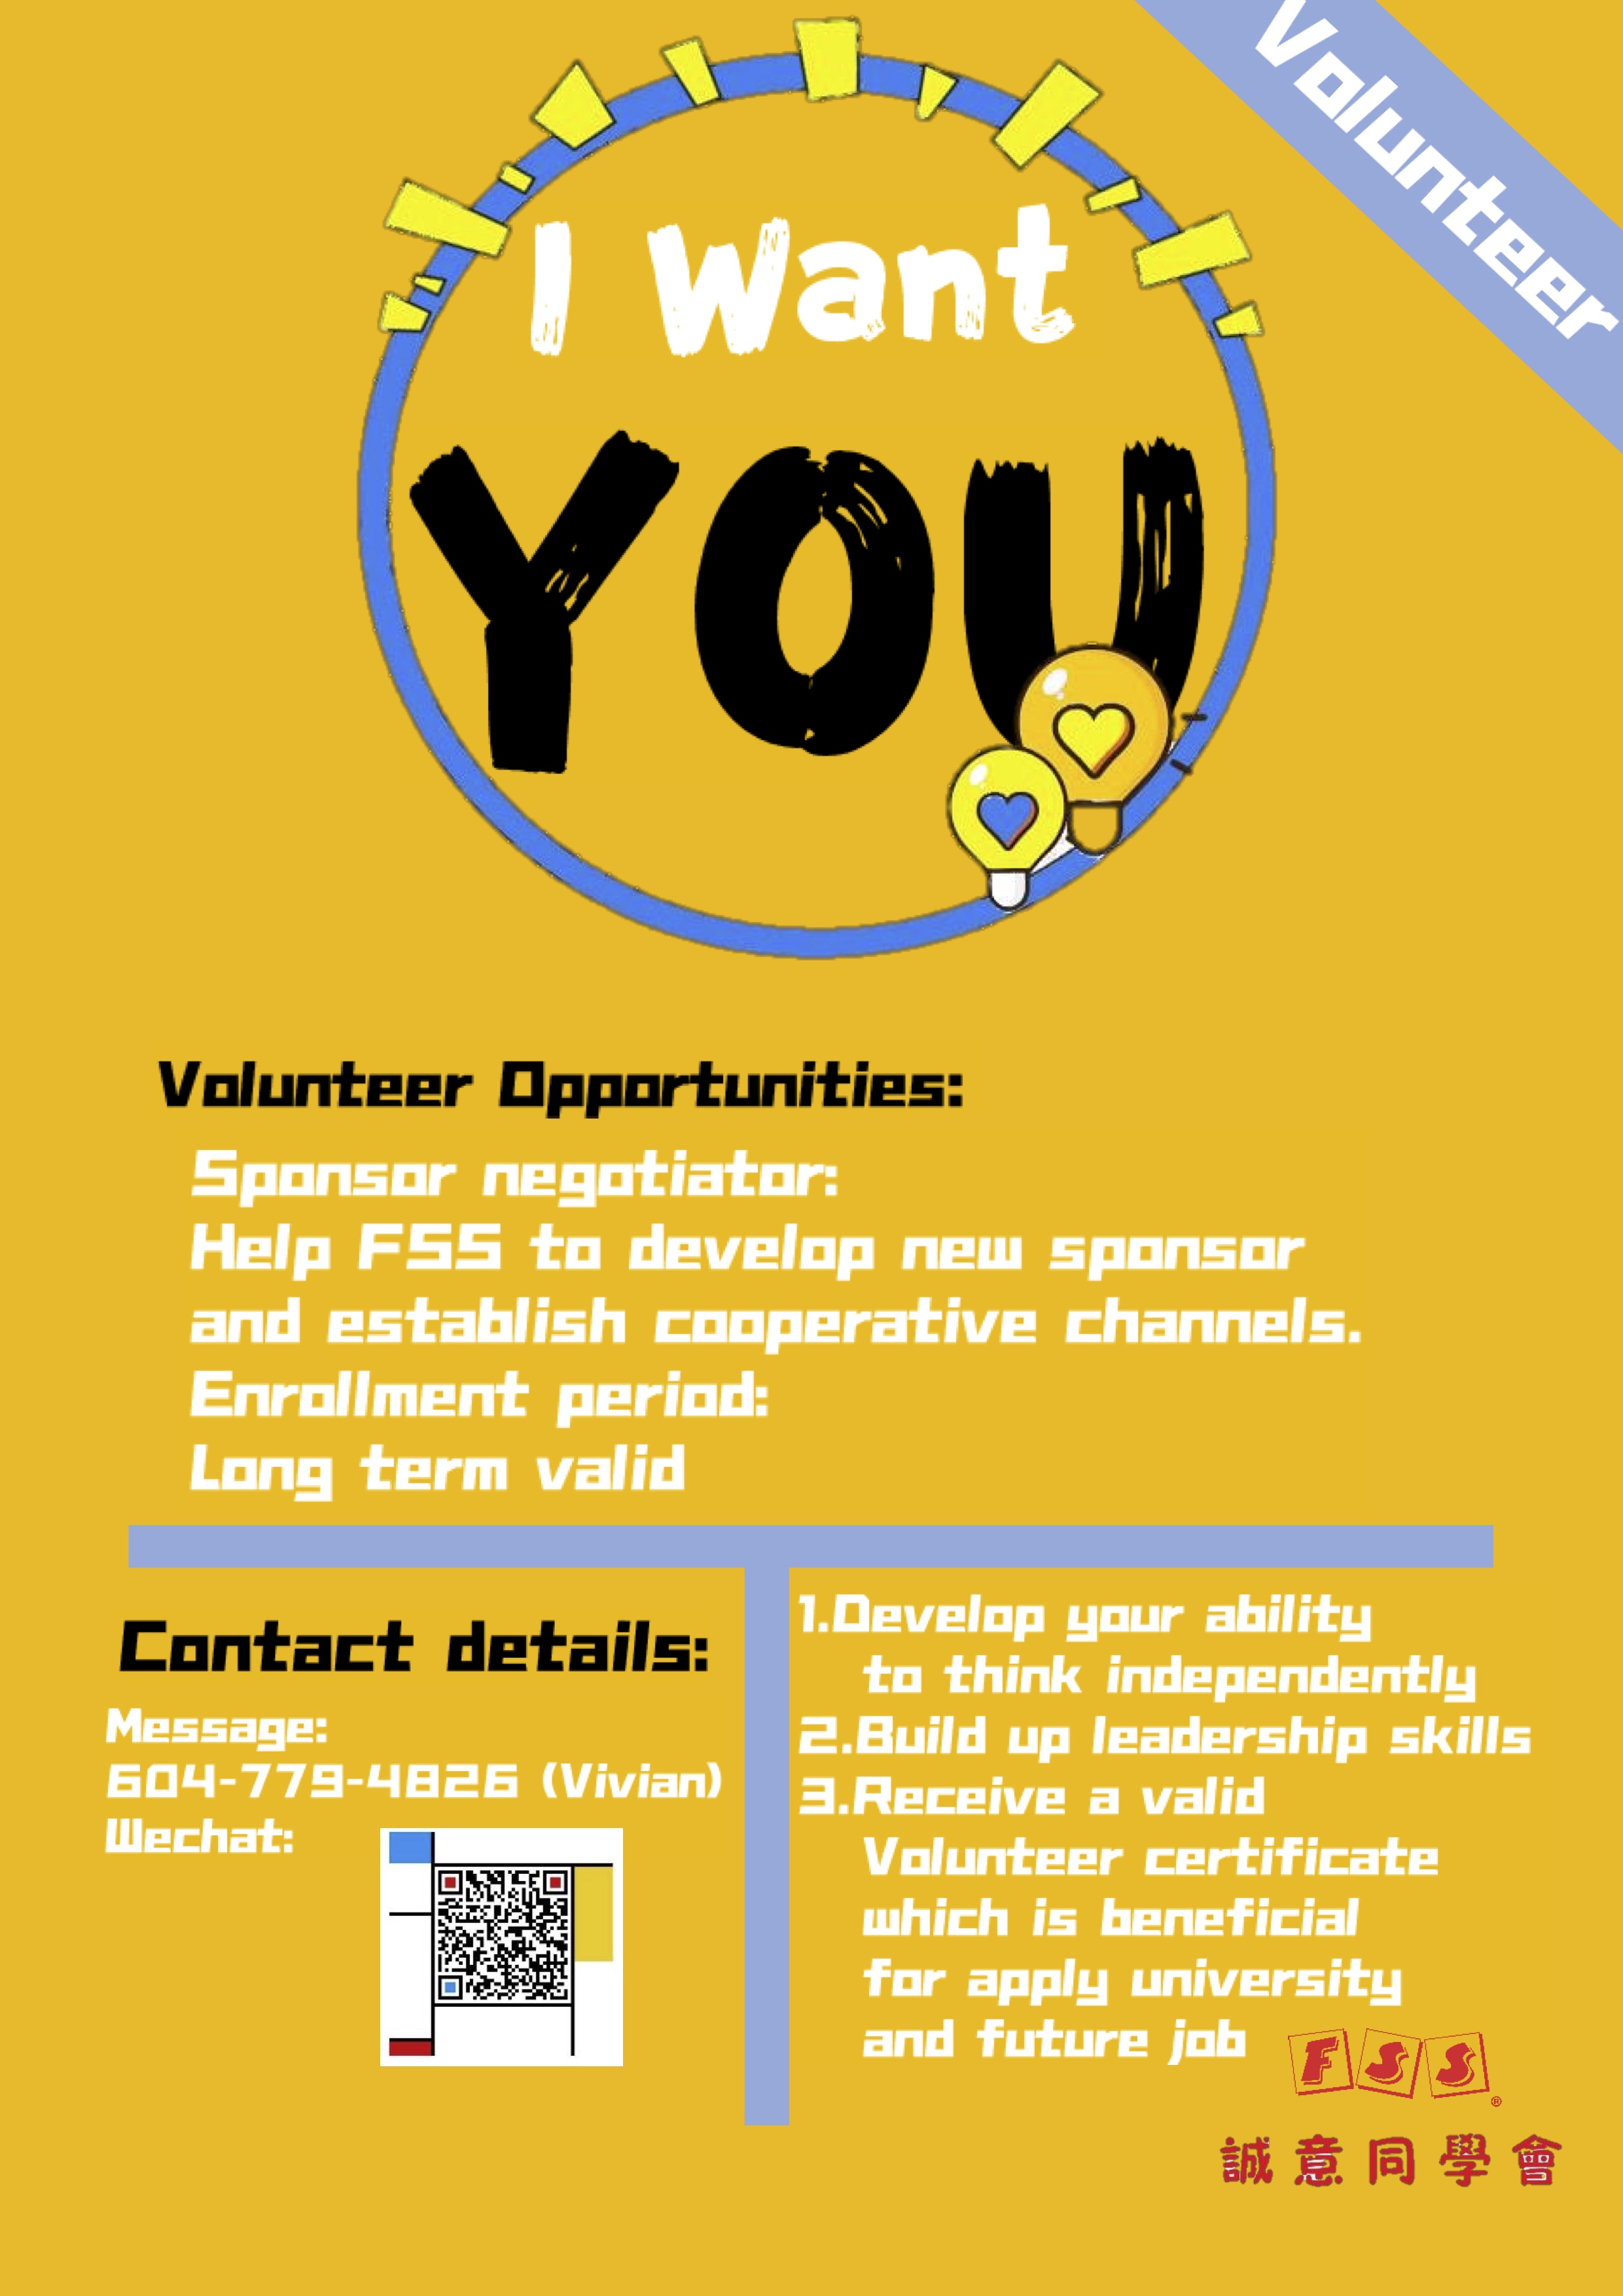 Volunteer
I Want
YOU
Volunteer Opportunities:
Sponsor negotiator:
Help FSS to develop new sponsor
and establish cooperative channels.
Enrollment period:
Long term valid
Contact details:
Message:
604-779-4826 (Vivian)
Wechat:
1.Develop your ability
to think independently
2.Build up leadership skills
3.Receive a valid
Volunteer certificate
which is beneficial
for apply university
and future job
FSS®
誠意同學會